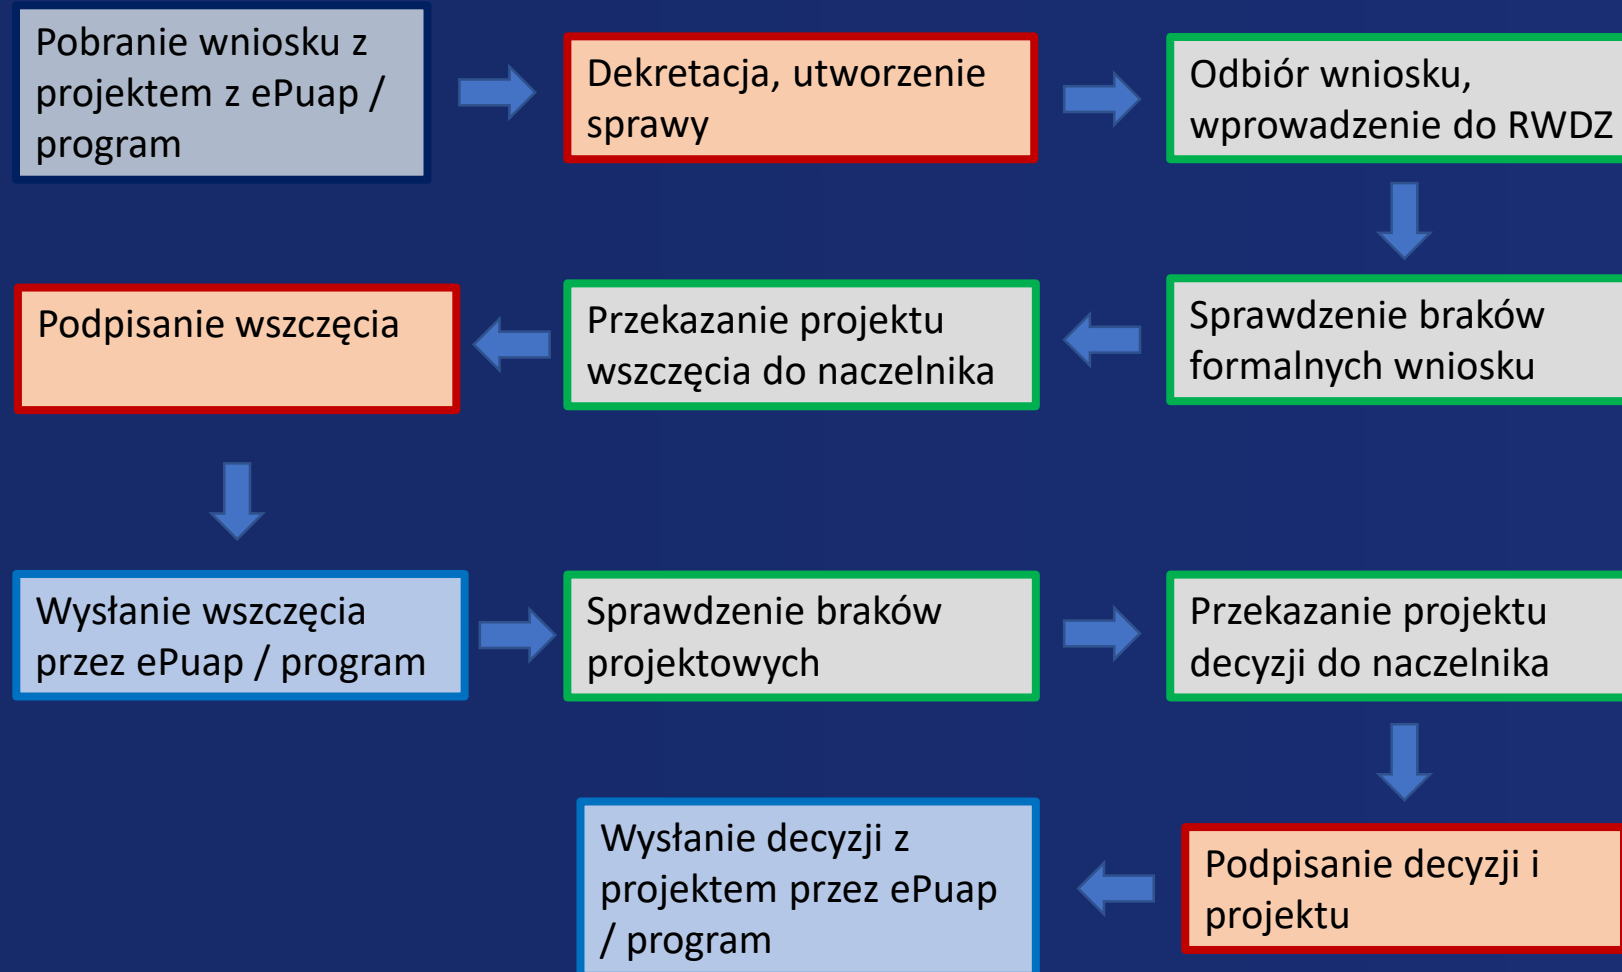 Pobranie wniosku z
projektem z ePuap /
program
Dekretacja, utworzenie
sprawy
Odbiór wniosku,
wprowadzenie do RWDZ
Sprawdzenie braków
formalnych wniosku
Przekazanie projektu
wszczęcia do naczelnika
Podpisanie wszczęcia
Wysłanie wszczęcia
przez ePuap / program
Sprawdzenie braków
projektowych
Przekazanie projektu
decyzji do naczelnika
Podpisanie decyzji i
projektu
Wysłanie decyzji z
projektem przez ePuap
/ program